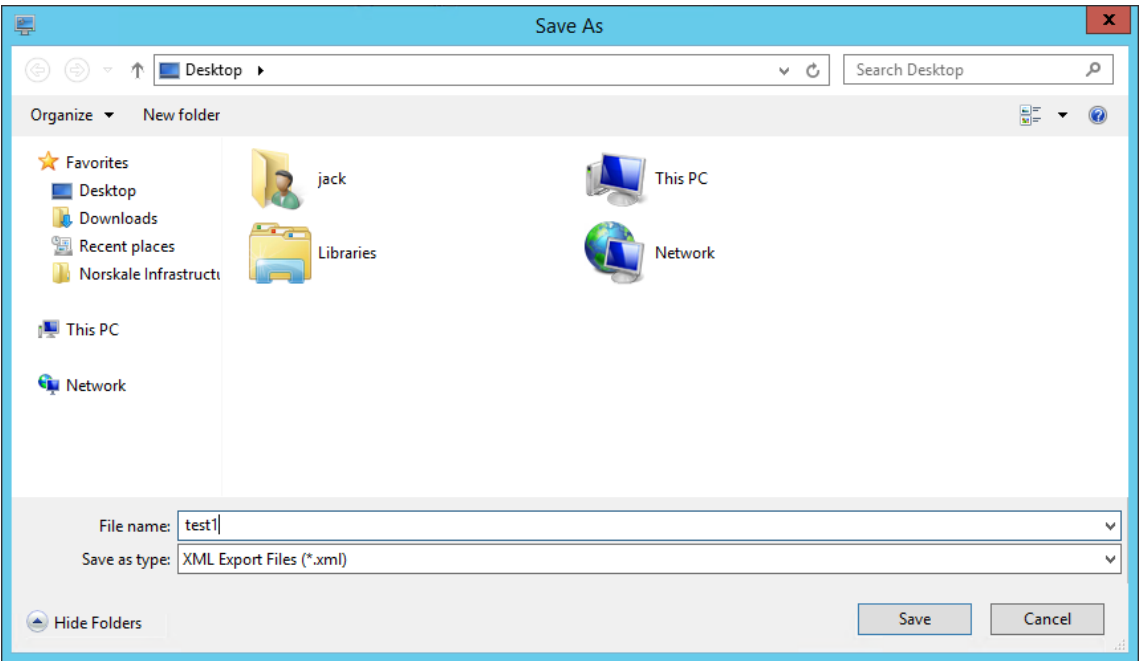 Save As
x
Desktop
Search Desktop
Organize New folder
?
Favorites
Desktop
Downloads
Recent places
Norskale Infrastructu
This PC
Network
jack
This PC
Libraries
Network
File name: test1
Save as type: XML Export Files (*.xml)
Hide Folders
Save
Cancel